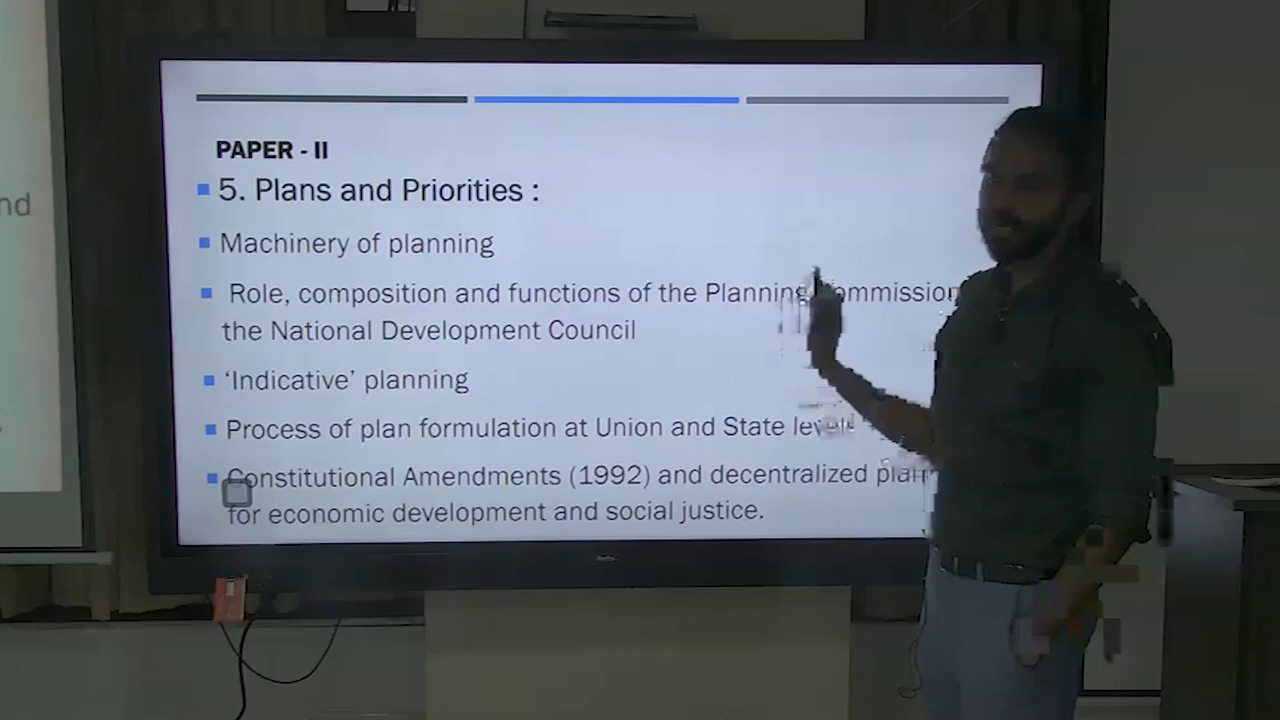 nd
PAPER - II
5. Plans and Priorities :
Machinery of planning
Role, composition and functions of the Planning Commission
the National Development Council
‘Indicative’ planning
Process of plan formulation at Union and State levels
Constitutional Amendments (1992) and decentralized
for economic development and social justice.